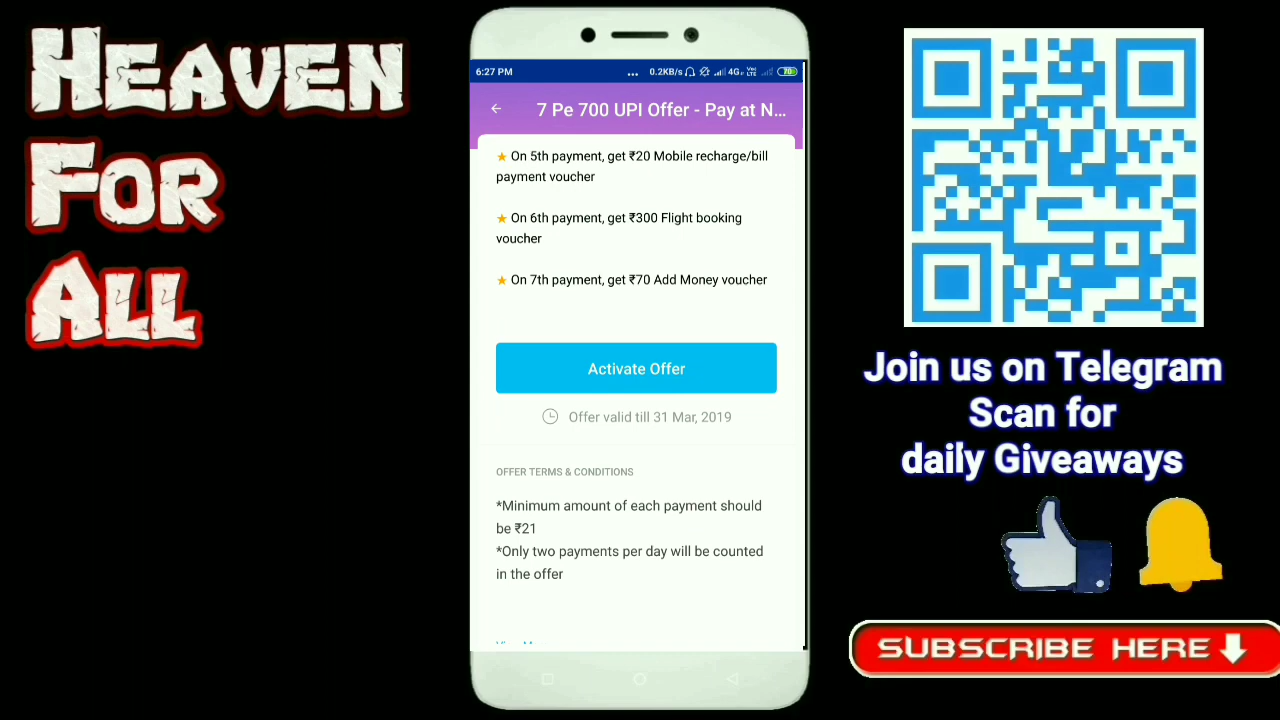 HEAVEN
FOR
ALL
6:27 PM
... 0.2KB/s 4G VoLTE 70
7 Pe 700 UPI Offer - Pay at N...
On 5th payment, get ₹20 Mobile recharge/bill
payment voucher
On 6th payment, get ₹300 Flight booking
voucher
On 7th payment, get ₹70 Add Money voucher
Activate Offer
Offer valid till 31 Mar, 2019
OFFER TERMS & CONDITIONS
*Minimum amount of each payment should
be ₹21
*Only two payments per day will be counted
in the offer
Join us on Telegram
Scan for
daily Giveaways
SUBSCRIBE HERE